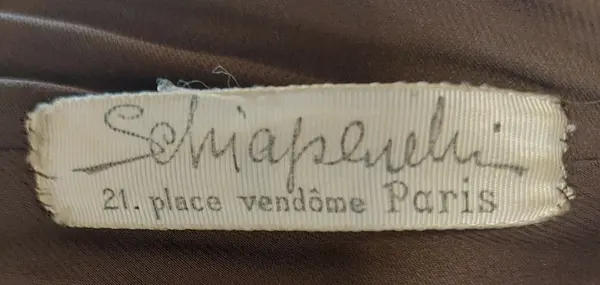 Schiaparelli
21. place vendôme Paris